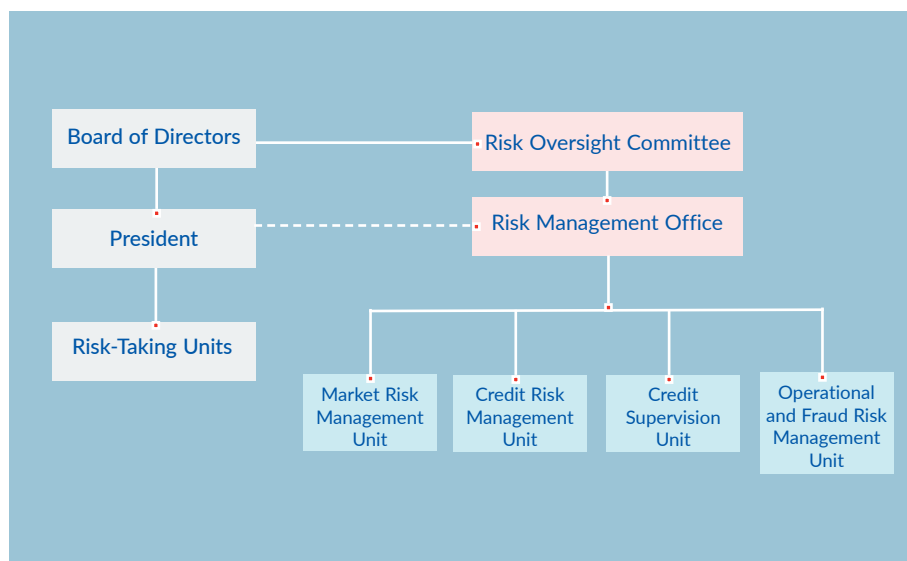 Board of Directors
Risk Oversight Committee
President
Risk Management Office
Risk-Taking Units
Market Risk
Management
Unit
Credit Risk
Management
Unit
Credit
Supervision
Unit
Operational
and Fraud Risk
Management
Unit